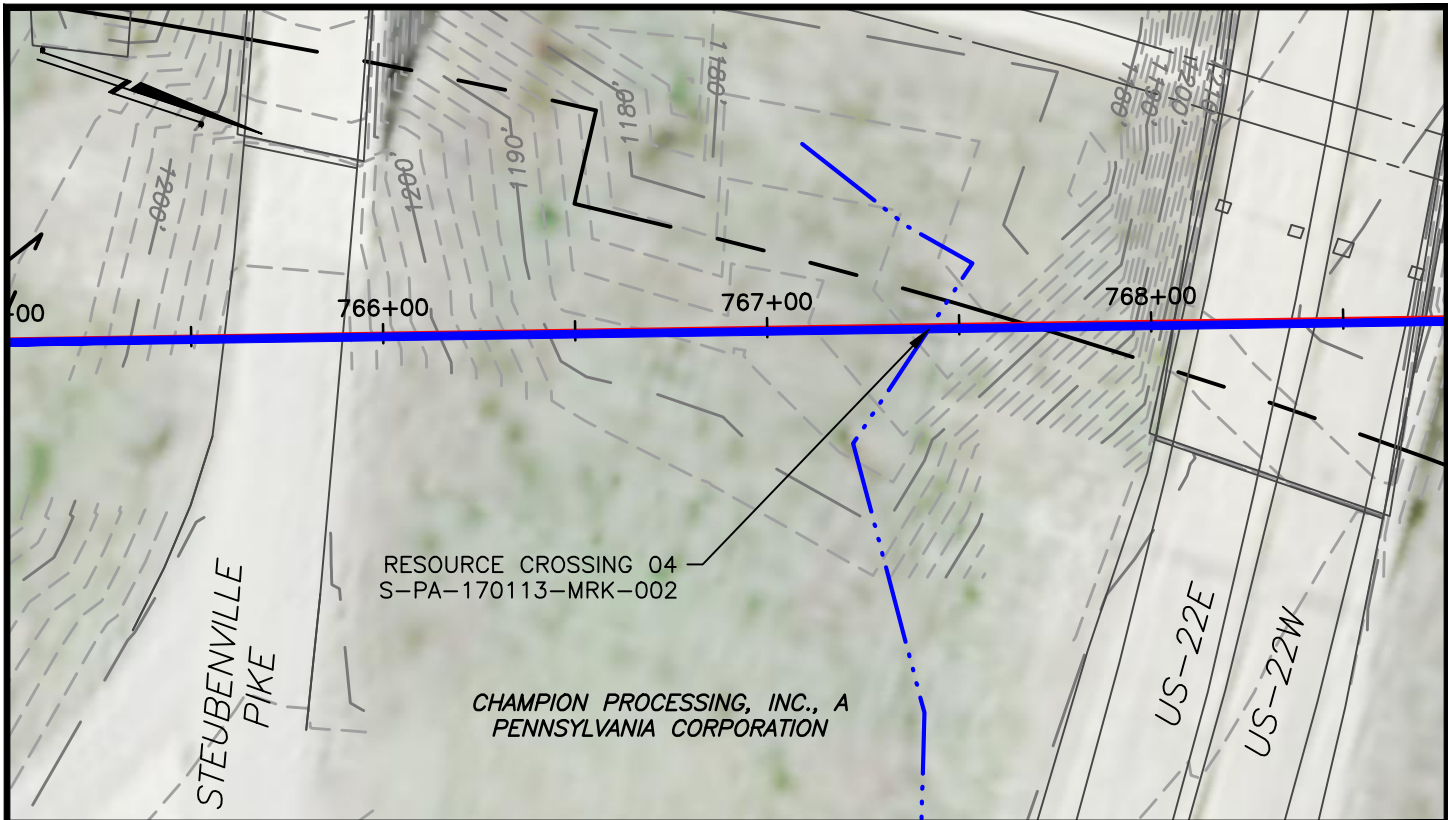 1180'
1180'
1190'
1200'
1200'
1180'
1190'
1200'
-00
766+00
767+00
768+00
RESOURCE CROSSING 04
S-PA-170113-MRK-002
STEUBENVILLE
PIKE
CHAMPION PROCESSING, INC., A
PENNSYLVANIA CORPORATION
US-22E
US-22W